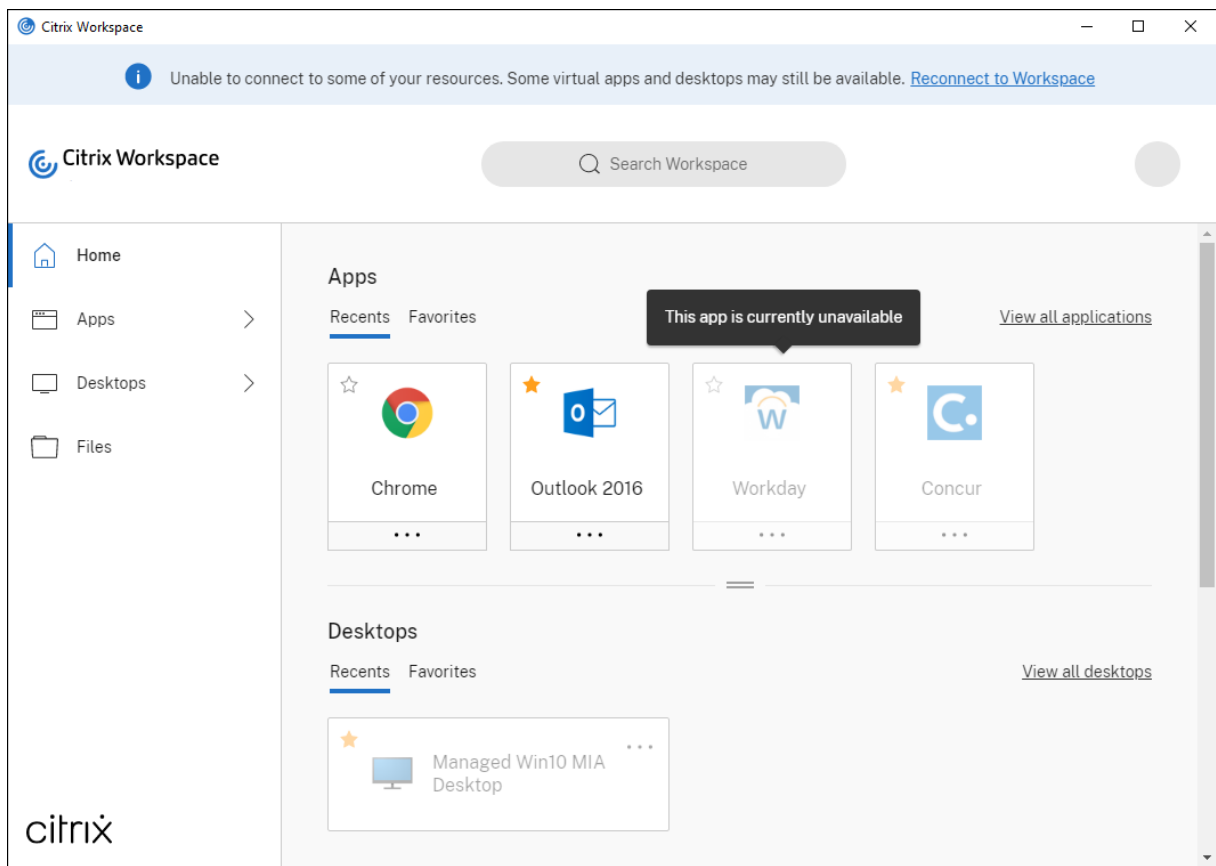 Citrix Workspace
Unable to connect to some of your resources. Some virtual apps and desktops may still be available. Reconnect to Workspace
Citrix Workspace
Search Workspace
Home
Apps
Desktops
Files
Apps
Recents Favorites
This app is currently unavailable
View all applications
Chrome
Outlook 2016
Workday
Concur
Desktops
Recents Favorites
View all desktops
Managed Win10 MIA
Desktop
citrix